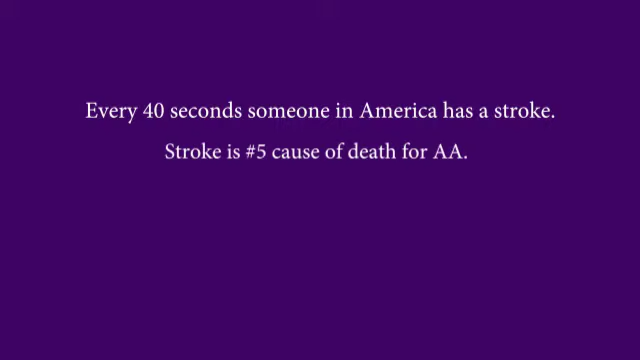 Every 40 seconds someone in America has a stroke.
Stroke is #5 cause of death for AA.